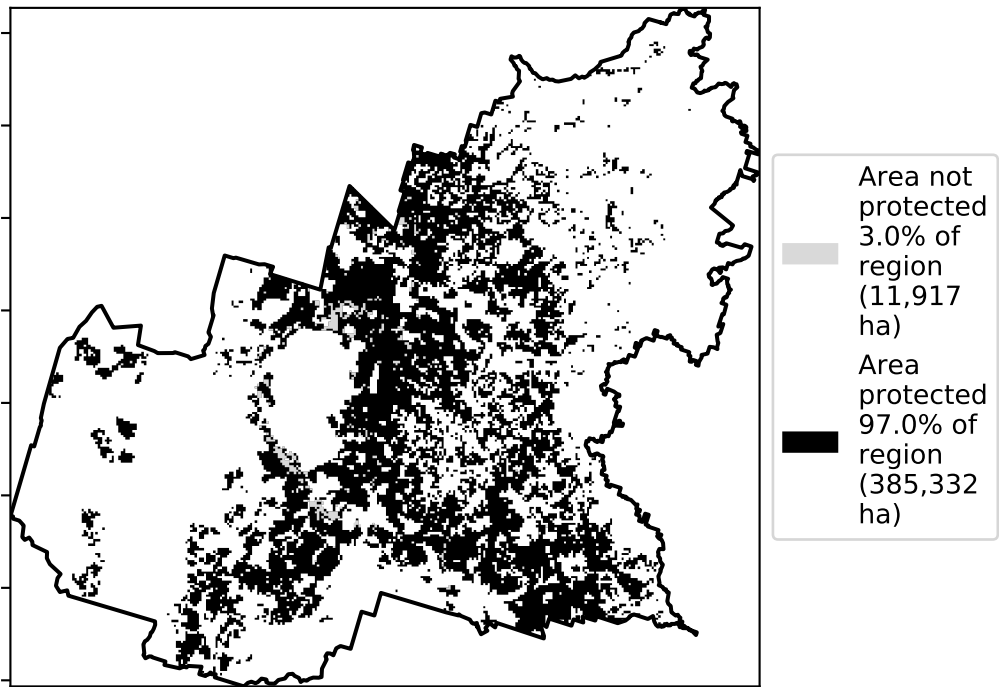 Area not
protected
3.0% of
region
(11,917
ha)
Area
protected
97.0% of
region
(385,332
ha)